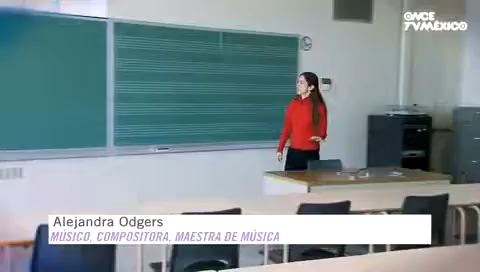 ONCE
TV MÉXICO
Alejandra Odgers
MÚSICO, COMPOSITORA, MAESTRA DE MÚSICA